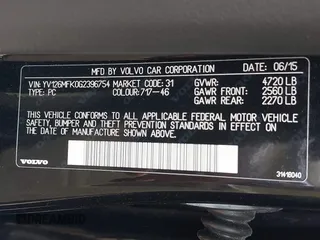 MFD BY VOLVO CAR CORPORATION DATE: 06/15
VIN: YV126MFK0G2396754 MARKET CODE: 31 GVWR: 4720 LB
TYPE: PC COLOUR: 717-46 GAWR FRONT: 2560 LB
GAWR REAR: 2270 LB
THIS VEHICLE CONFORMS TO ALL APPLICABLE FEDERAL MOTOR VEHICLE
SAFETY, BUMPER AND THEFT PREVENTION STANDARDS IN EFFECT ON
THE DATE OF MANUFACTURE SHOWN ABOVE.
VOLVO
31418040